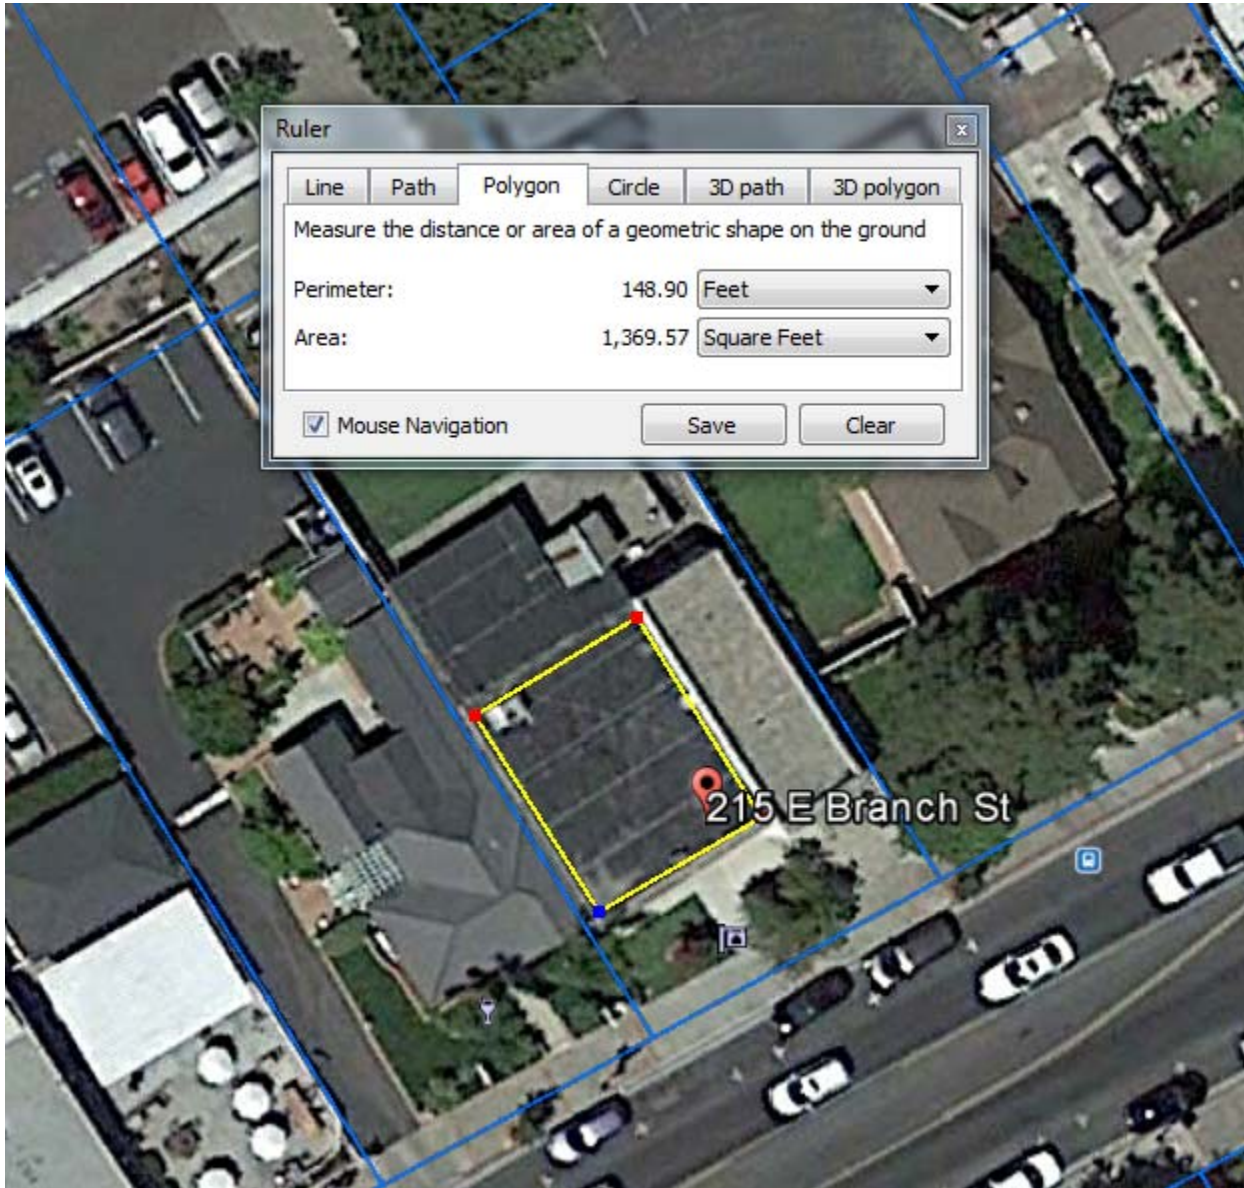 Ruler
Line Path Polygon Circle 3D path 3D polygon
Measure the distance or area of a geometric shape on the ground
Perimeter: 148.90 Feet
Area: 1,369.57 Square Feet
Mouse Navigation Save Clear
215 E Branch St